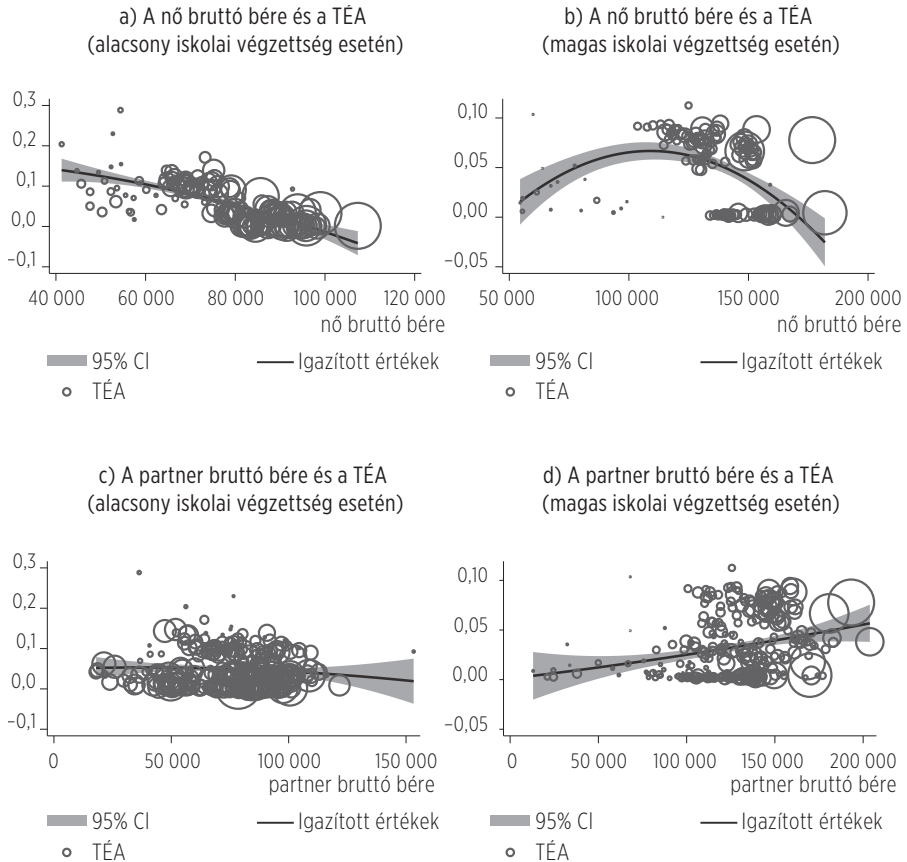 a) A nő bruttó bére és a TÉA
(alacsony iskolai végzettség esetén)
0,3
0,2
0,1
0,0
–0,1
40 000 60 000 80 000 100 000 120 000
nő bruttó bére
95% CI Igazított értékek
TÉA
b) A nő bruttó bére és a TÉA
(magas iskolai végzettség esetén)
0,10
0,05
0,00
–0,05
50 000 100 000 150 000 200 000
nő bruttó bére
95% CI Igazított értékek
TÉA
c) A partner bruttó bére és a TÉA
(alacsony iskolai végzettség esetén)
0,3
0,2
0,1
0,0
–0,1
0 50 000 100 000 150 000
partner bruttó bére
95% CI Igazított értékek
TÉA
d) A partner bruttó bére és a TÉA
(magas iskolai végzettség esetén)
0,10
0,05
0,00
–0,05
0 50 000 100 000 150 000 200 000
partner bruttó bére
95% CI Igazított értékek
TÉA